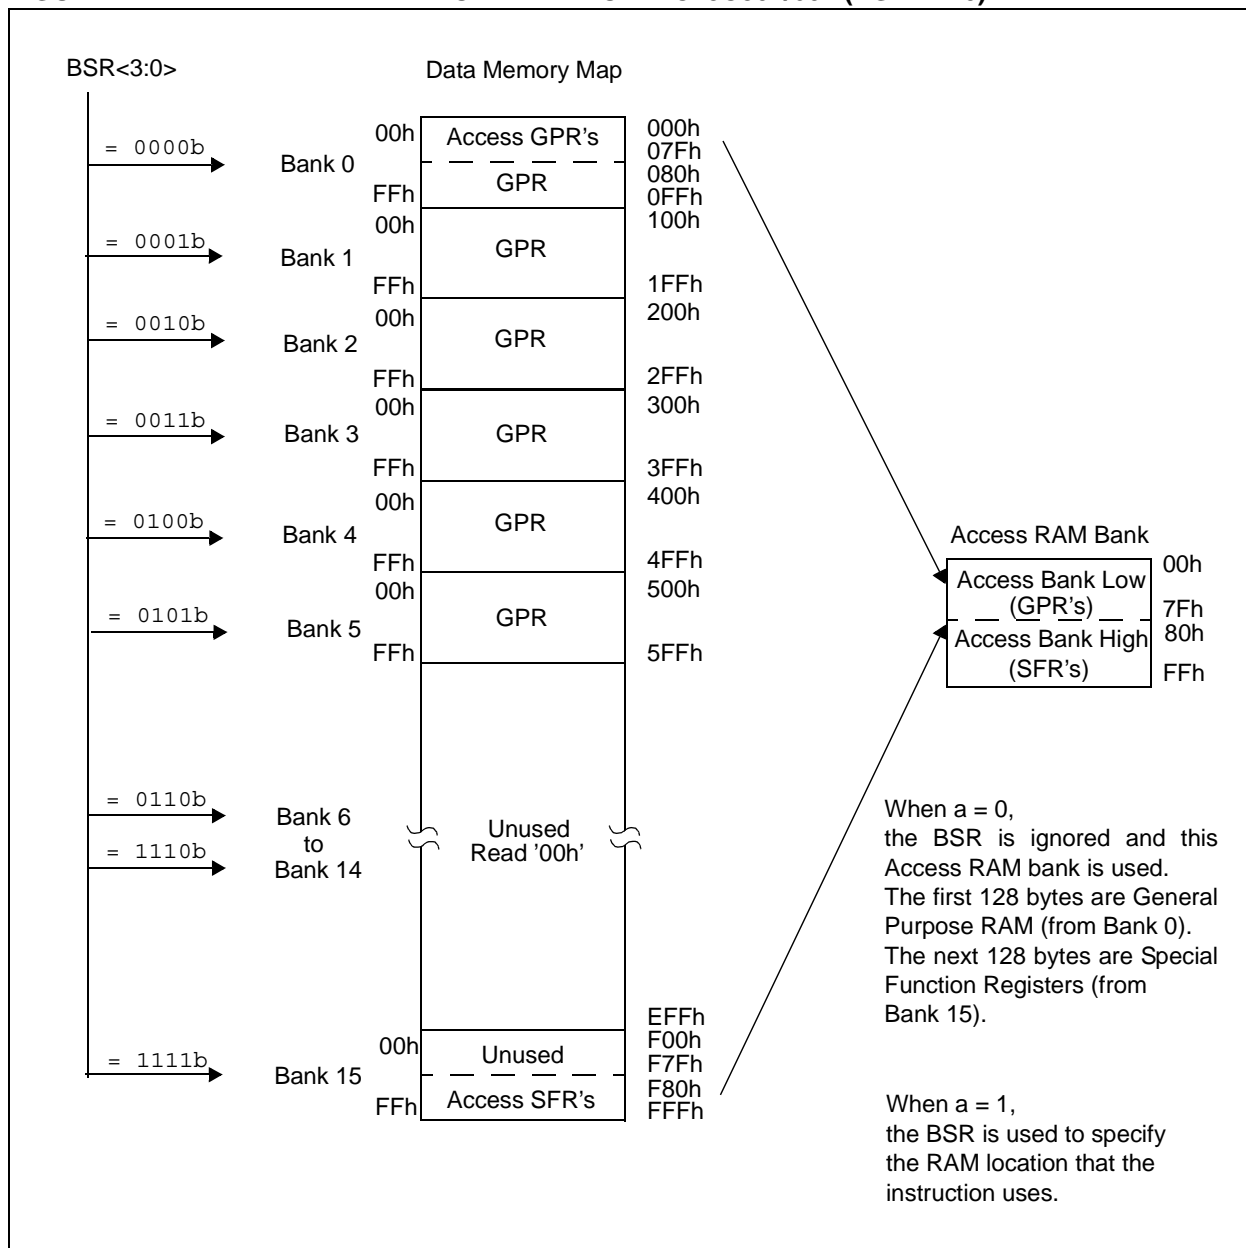 BSR<3:0>
Data Memory Map
= 0000b
Bank 0
00h
FFh
Access GPR's
GPR
000h
07Fh
080h
0FFh
= 0001b
Bank 1
00h
FFh
GPR
100h
1FFh
= 0010b
Bank 2
00h
FFh
GPR
200h
2FFh
= 0011b
Bank 3
00h
FFh
GPR
300h
3FFh
= 0100b
Bank 4
00h
FFh
GPR
400h
4FFh
= 0101b
Bank 5
00h
FFh
GPR
500h
5FFh
= 0110b
= 1110b
Bank 6
to
Bank 14
Unused
Read '00h'
EFFh
= 1111b
Bank 15
00h
FFh
Unused
Access SFR's
F00h
F7Fh
F80h
FFFh
Access RAM Bank
Access Bank Low
(GPR's)
Access Bank High
(SFR's)
00h
7Fh
80h
FFh
When a = 0,
the BSR is ignored and this
Access RAM bank is used.
The first 128 bytes are General
Purpose RAM (from Bank 0).
The next 128 bytes are Special
Function Registers (from
Bank 15).
When a = 1,
the BSR is used to specify
the RAM location that the
instruction uses.